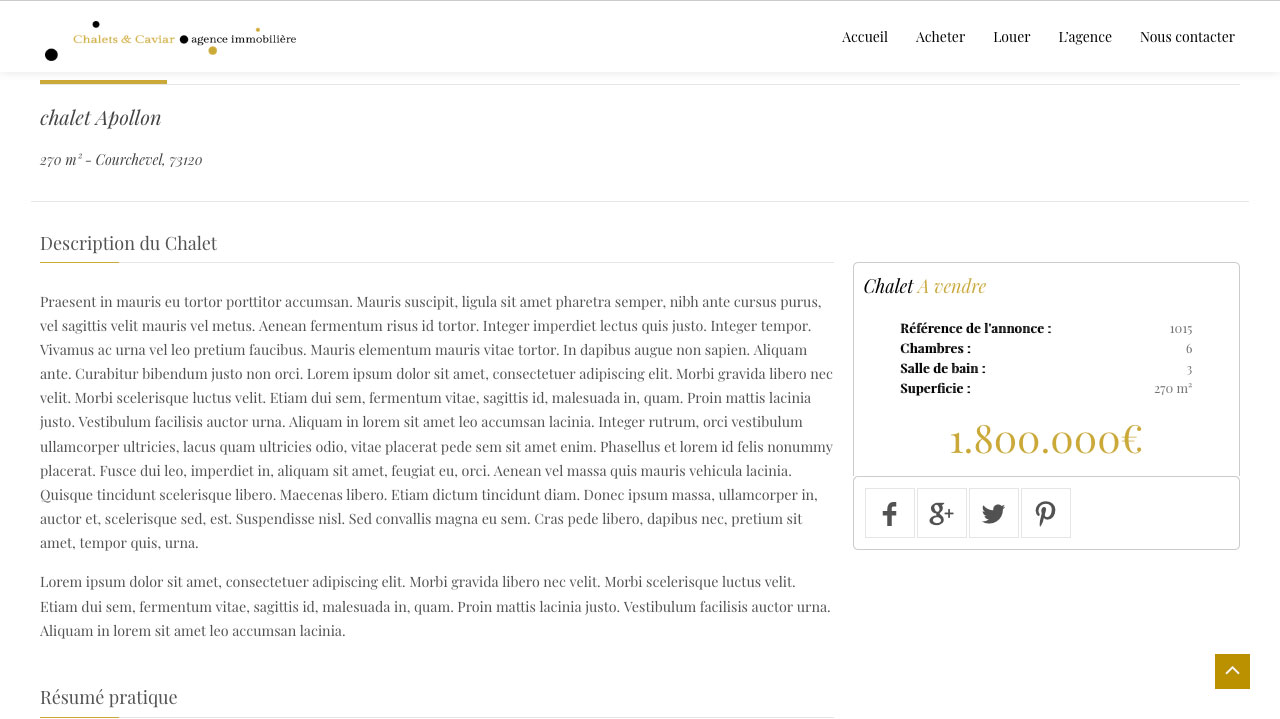 Chalets & Caviar agence immobilière
Accueil Acheter Louer L'agence Nous contacter
chalet Apollon
270 m² - Courchevel, 73120
Description du Chalet
Praesent in mauris eu tortor porttitor accumsan. Mauris suscipit, ligula sit amet pharetra semper, nibh ante cursus purus,
vel sagittis velit mauris vel metus. Aenean fermentum risus id tortor. Integer imperdiet lectus quis justo. Integer tempor.
Vivamus ac urna vel leo pretium faucibus. Mauris elementum mauris vitae tortor. In dapibus augue non sapien. Aliquam
ante. Curabitur bibendum justo non orci. Lorem ipsum dolor sit amet, consectetuer adipiscing elit. Morbi gravida libero nec
velit. Morbi scelerisque luctus velit. Etiam dui sem, fermentum vitae, sagittis id, malesuada in, quam. Proin mattis lacinia
justo. Vestibulum facilisis auctor urna. Aliquam in lorem sit amet leo accumsan lacinia. Integer rutrum, orci vestibulum
ullamcorper ultricies, lacus quam ultricies odio, vitae placerat pede sem sit amet enim. Phasellus et lorem id felis nonummy
placerat. Fusce dui leo, imperdiet in, aliquam sit amet, feugiat eu, orci. Aenean vel massa quis mauris vehicula lacinia.
Quisque tincidunt scelerisque libero. Maecenas libero. Etiam dictum tincidunt diam. Donec ipsum massa, ullamcorper in,
auctor et, scelerisque sed, est. Suspendisse nisl. Sed convallis magna eu sem. Cras pede libero, dapibus nec, pretium sit
amet, tempor quis, urna.
Lorem ipsum dolor sit amet, consectetuer adipiscing elit. Morbi gravida libero nec velit. Morbi scelerisque luctus velit.
Etiam dui sem, fermentum vitae, sagittis id, malesuada in, quam. Proin mattis lacinia justo. Vestibulum facilisis auctor urna.
Aliquam in lorem sit amet leo accumsan lacinia.
Résumé pratique
Chalet A vendre
Référence de l'annonce : 1015
Chambres : 6
Salle de bain : 3
Superficie : 270 m²
1.800.000€